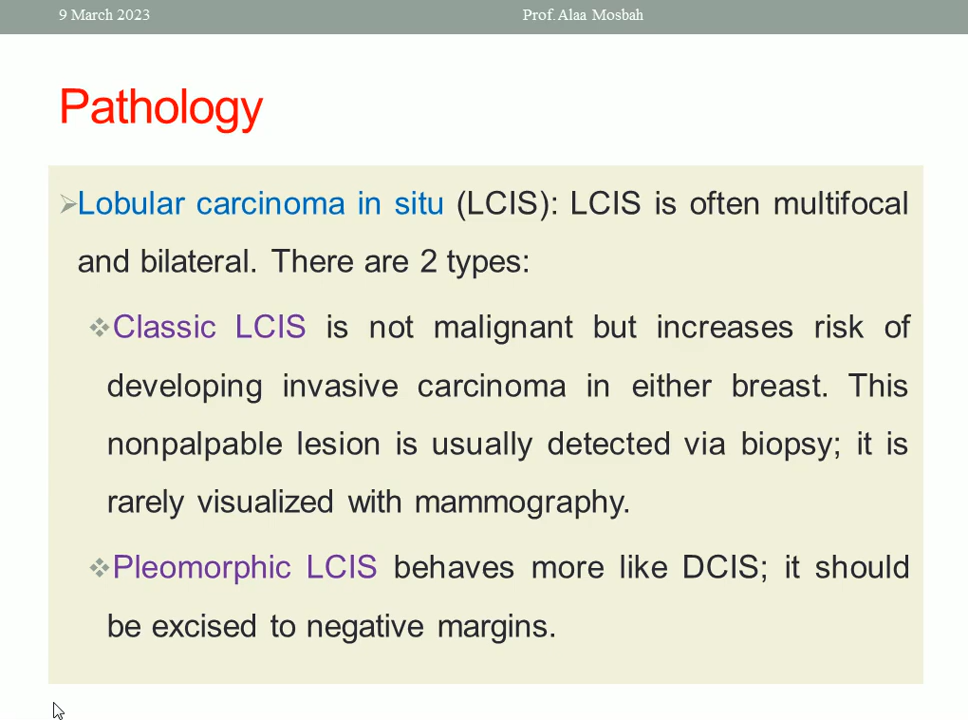 9 March 2023 Prof. Alaa Mosbah
Pathology
Lobular carcinoma in situ (LCIS): LCIS is often multifocal
and bilateral. There are 2 types:
Classic LCIS is not malignant but increases risk of
developing invasive carcinoma in either breast. This
nonpalpable lesion is usually detected via biopsy; it is
rarely visualized with mammography.
Pleomorphic LCIS behaves more like DCIS; it should
be excised to negative margins.